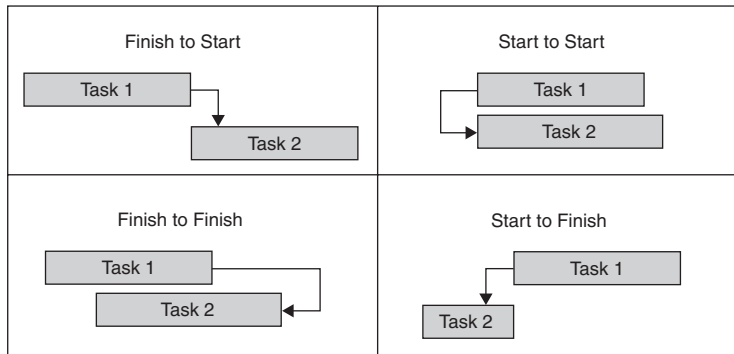 Finish to Start
Task 1
Task 2
Start to Start
Task 1
Task 2
Finish to Finish
Task 1
Task 2
Start to Finish
Task 1
Task 2